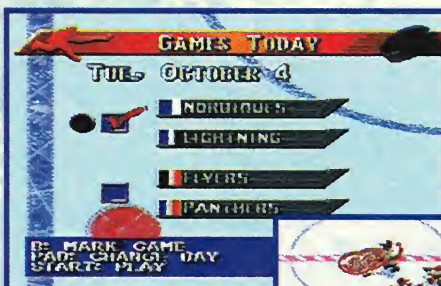 GAMES TODAY
TUE. OCTOBER 4
NORDIQUES
LIGHTNING
FLYERS
PANTHERS
B: MARK GAME
PAD: CHANGE DAY
START: PLAY